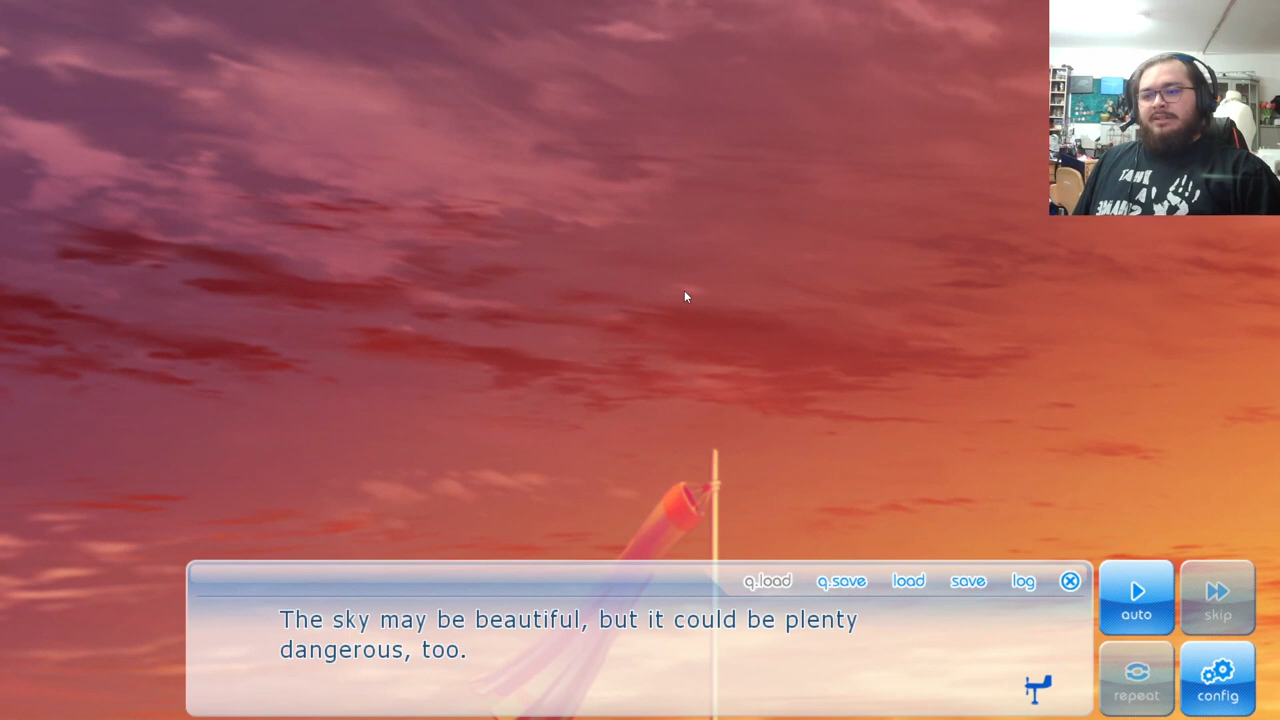 q.load q.save load save log
The sky may be beautiful, but it could be plenty
dangerous, too.
auto
skip
repeat
config